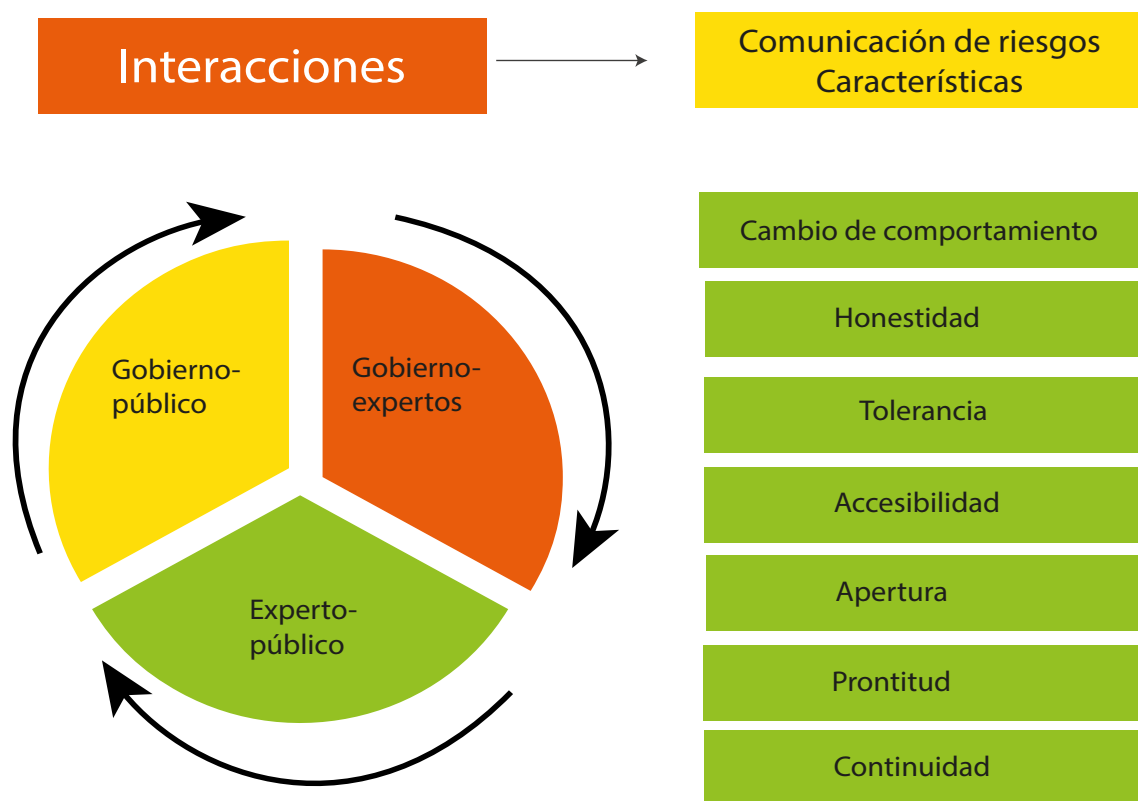 Interacciones
Comunicación de riesgos
Características
Gobierno-
público
Gobierno-
expertos
Experto-
público
Cambio de comportamiento
Honestidad
Tolerancia
Accesibilidad
Apertura
Prontitud
Continuidad